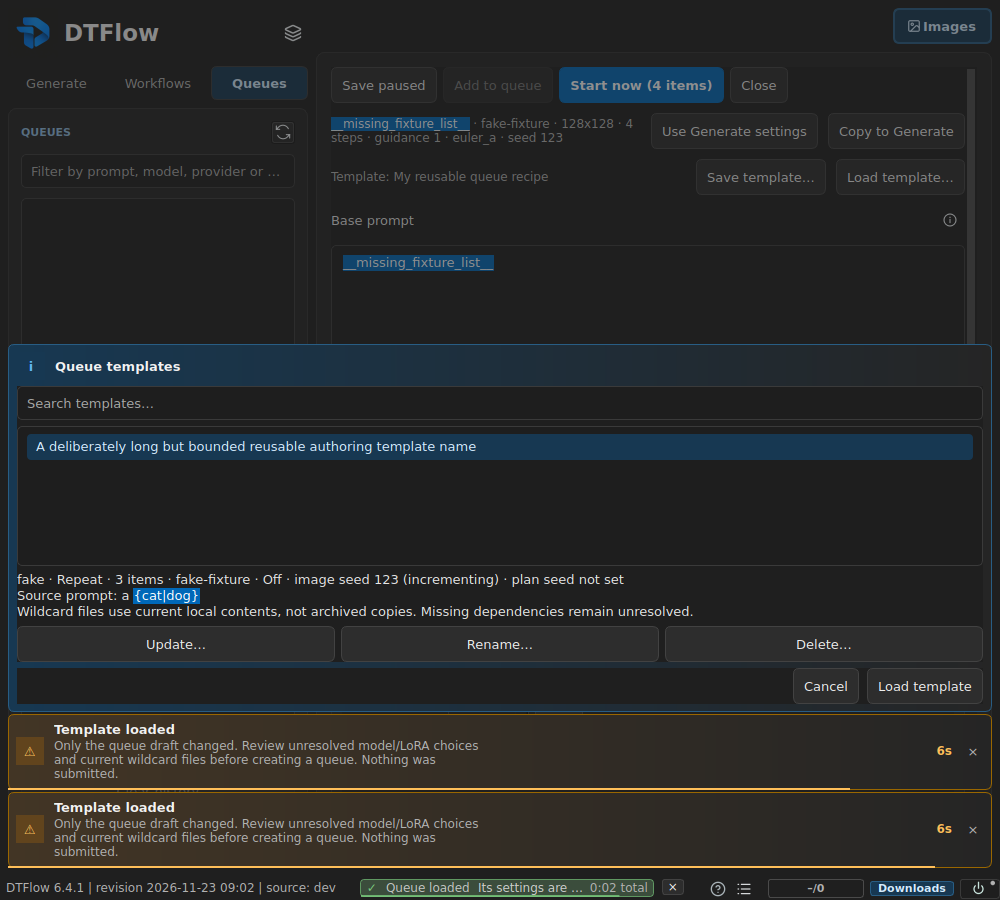 DTFlow
Images
Generate
Workflows
Queues
Save paused
Add to queue
Start now (4 items)
Close
QUEUES
__missing_fixture_list__ · fake-fixture · 128x128 · 4
steps · guidance 1 · euler_a · seed 123
Use Generate settings
Copy to Generate
Filter by prompt, model, provider or ...
Template: My reusable queue recipe
Save template...
Load template...
Base prompt
__missing_fixture_list__
Queue templates
Search templates...
A deliberately long but bounded reusable authoring template name
fake · Repeat · 3 items · fake-fixture · Off · image seed 123 (incrementing) · plan seed not set
Source prompt: a {cat|dog}
Wildcard files use current local contents, not archived copies. Missing dependencies remain unresolved.
Update...
Rename...
Delete...
Cancel
Load template
Template loaded
Only the queue draft changed. Review unresolved model/LoRA choices
and current wildcard files before creating a queue. Nothing was
submitted.
6s
Template loaded
Only the queue draft changed. Review unresolved model/LoRA choices
and current wildcard files before creating a queue. Nothing was
submitted.
6s
DTFlow 6.4.1 | revision 2026-11-23 09:02 | source: dev
✓ Queue loaded Its settings are ... 0:02 total
–/0
Downloads